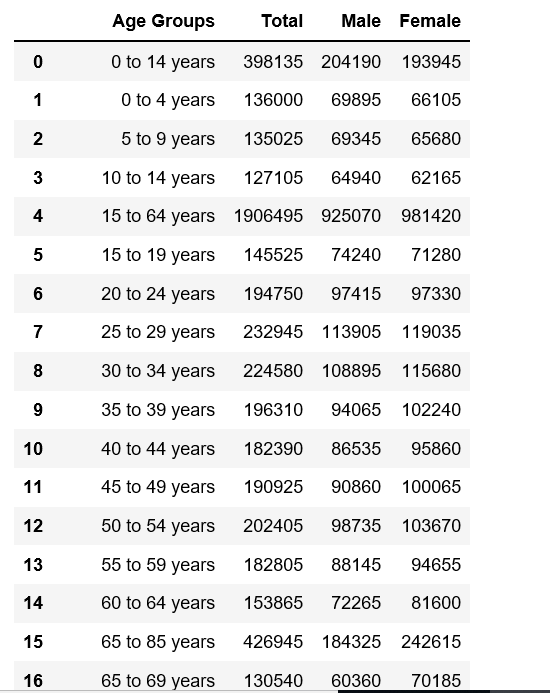 Age Groups Total Male Female
0 0 to 14 years 398135 204190 193945
1 0 to 4 years 136000 69895 66105
2 5 to 9 years 135025 69345 65680
3 10 to 14 years 127105 64940 62165
4 15 to 64 years 1906495 925070 981420
5 15 to 19 years 145525 74240 71280
6 20 to 24 years 194750 97415 97330
7 25 to 29 years 232945 113905 119035
8 30 to 34 years 224580 108895 115680
9 35 to 39 years 196310 94065 102240
10 40 to 44 years 182390 86535 95860
11 45 to 49 years 190925 90860 100065
12 50 to 54 years 202405 98735 103670
13 55 to 59 years 182805 88145 94655
14 60 to 64 years 153865 72265 81600
15 65 to 85 years 426945 184325 242615
16 65 to 69 years 130540 60360 70185